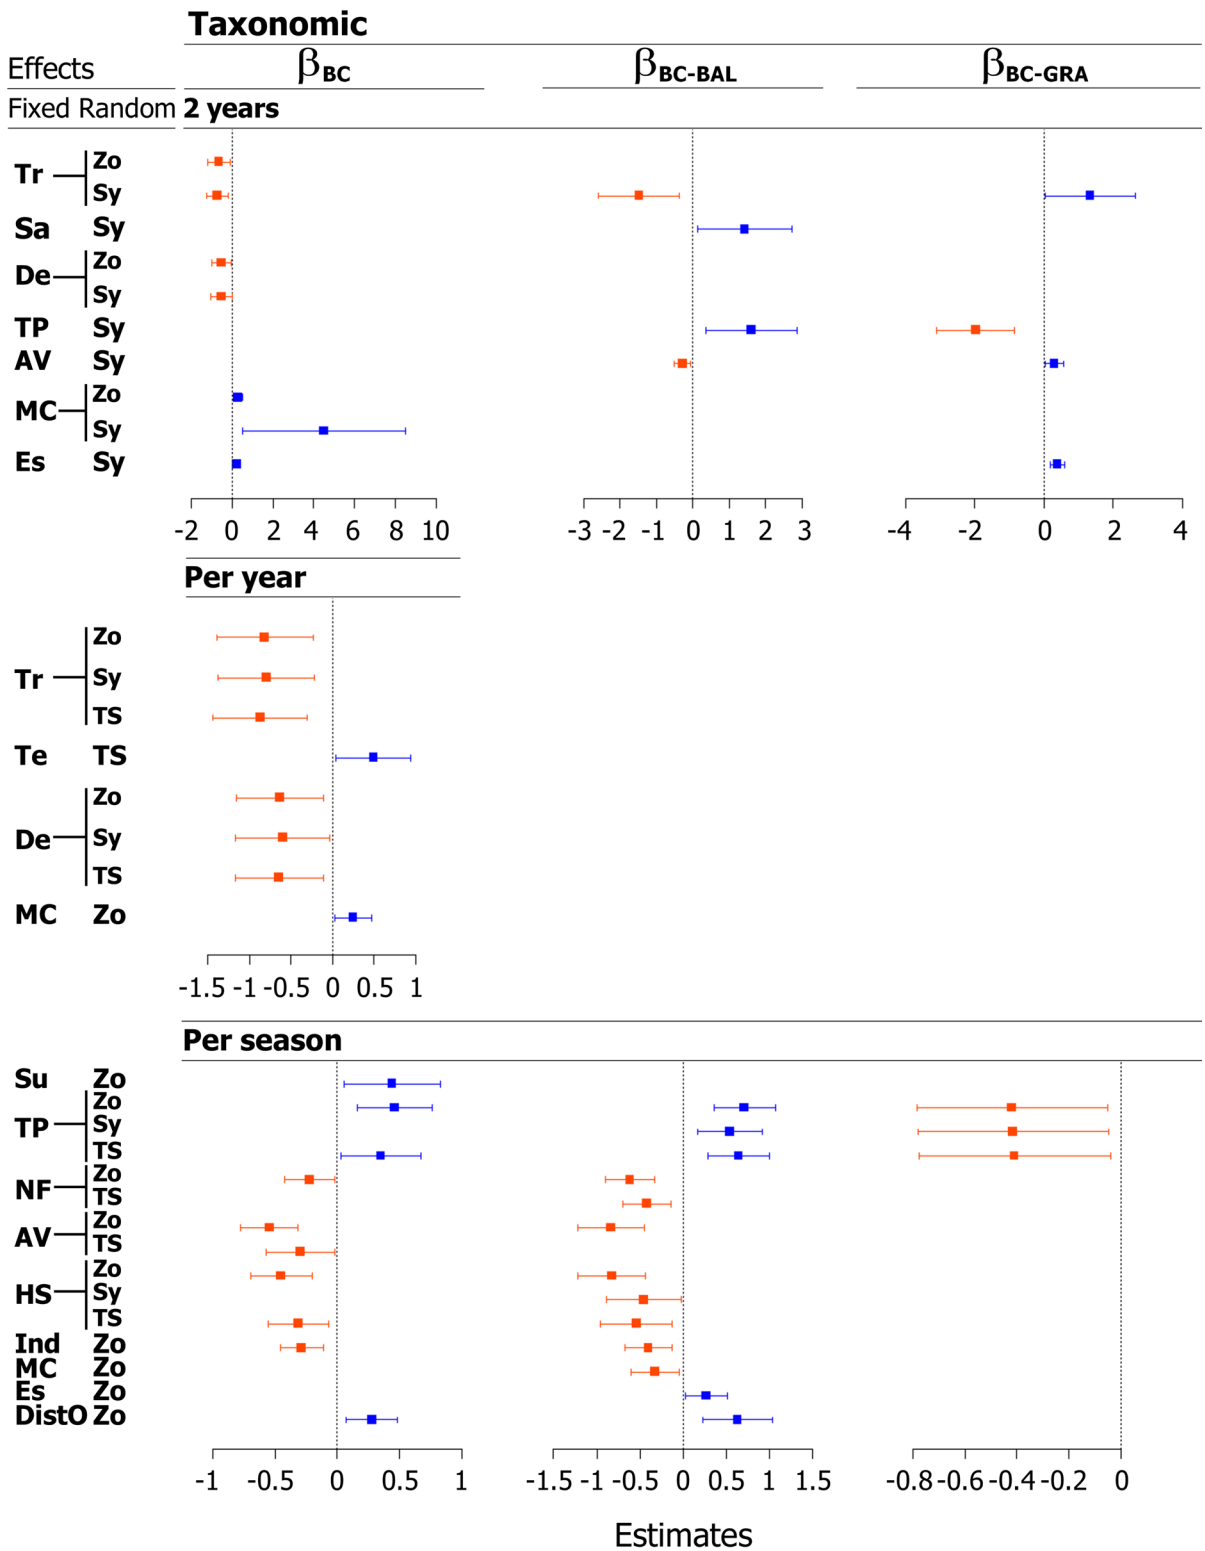 Taxonomic
Effects βBC βBC-BAL βBC-GRA
Fixed Random 2 years
Tr Zo
Sy
Sa Sy
De Zo
Sy
TP Sy
AV Sy
MC Zo
Sy
Es Sy
-2 0 2 4 6 8 10 -3 -2 -1 0 1 2 3 -4 -2 0 2 4
Per year
Tr Zo
Sy
TS
Te TS
De Zo
Sy
TS
MC Zo
-1.5 -1 -0.5 0 0.5 1
Per season
Su Zo
TP Zo
Sy
TS
NF Zo
TS
AV Zo
TS
HS Zo
Sy
TS
Ind Zo
MC Zo
Es Zo
DistO Zo
-1 -0.5 0 0.5 1 -1.5 -1 -0.5 0 0.5 1 1.5 -0.8 -0.6 -0.4 -0.2 0
Estimates